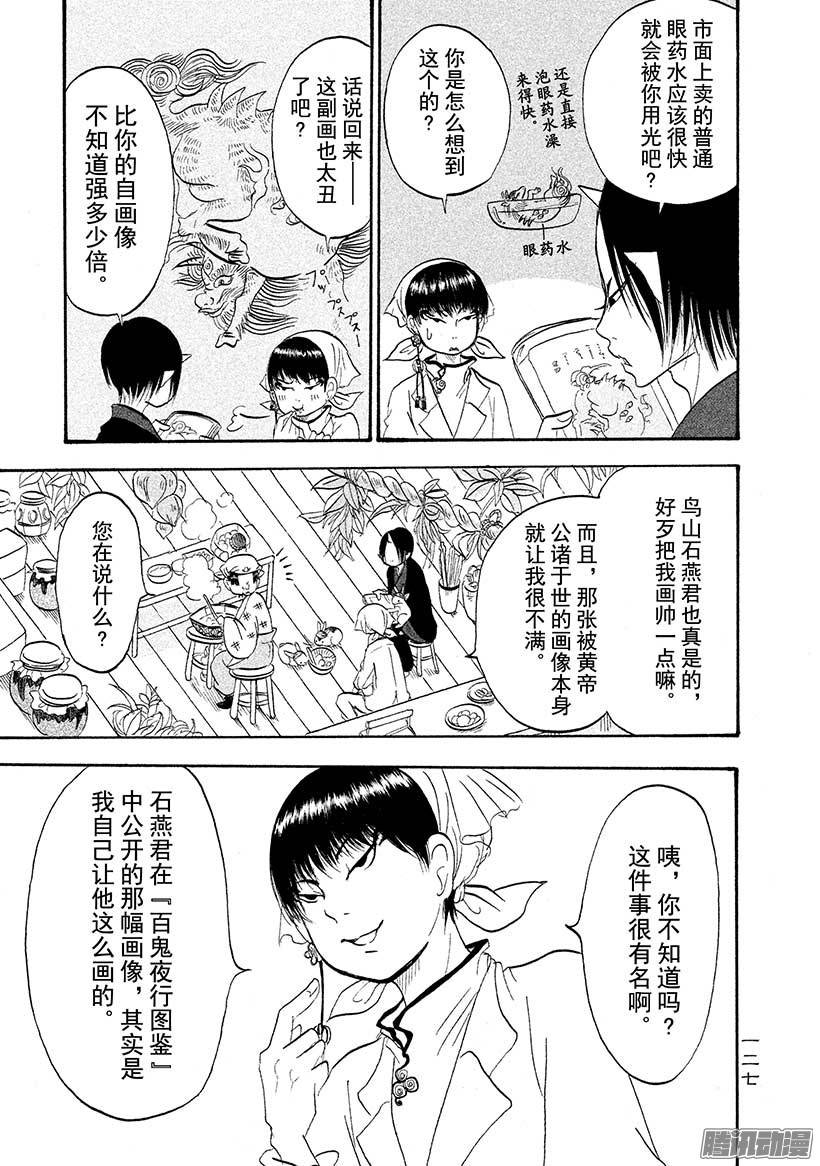 市面上卖的普通
眼药水应该很快
就会被你用光吧？
还是直接
泡眼药水澡
来得快。
眼药水
你是怎么想到
这个的？
话说回来——
这副画也太丑
了吧？
プスプスー
比你的自画像
不知道强多少倍。
鸟山石燕君也真是的，
好歹把我画帅一点嘛。
而且，那张被黄帝
公诸于世的画像本身
就让我很不满。
您在说什么？
咦，你不知道吗？
这件事很有名啊。
石燕君在『百鬼夜行图鉴』
中公开的那幅画像，其实是
我自己让他这么画的。
一二七
腾讯动漫